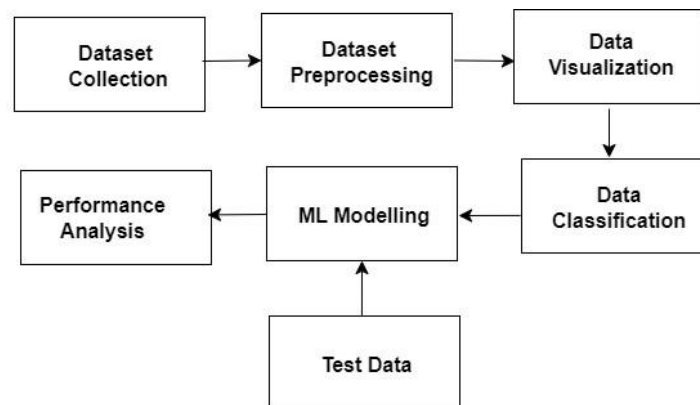 Dataset
Collection
Dataset
Preprocessing
Data
Visualization
Data
Classification
ML Modelling
Performance
Analysis
Test Data